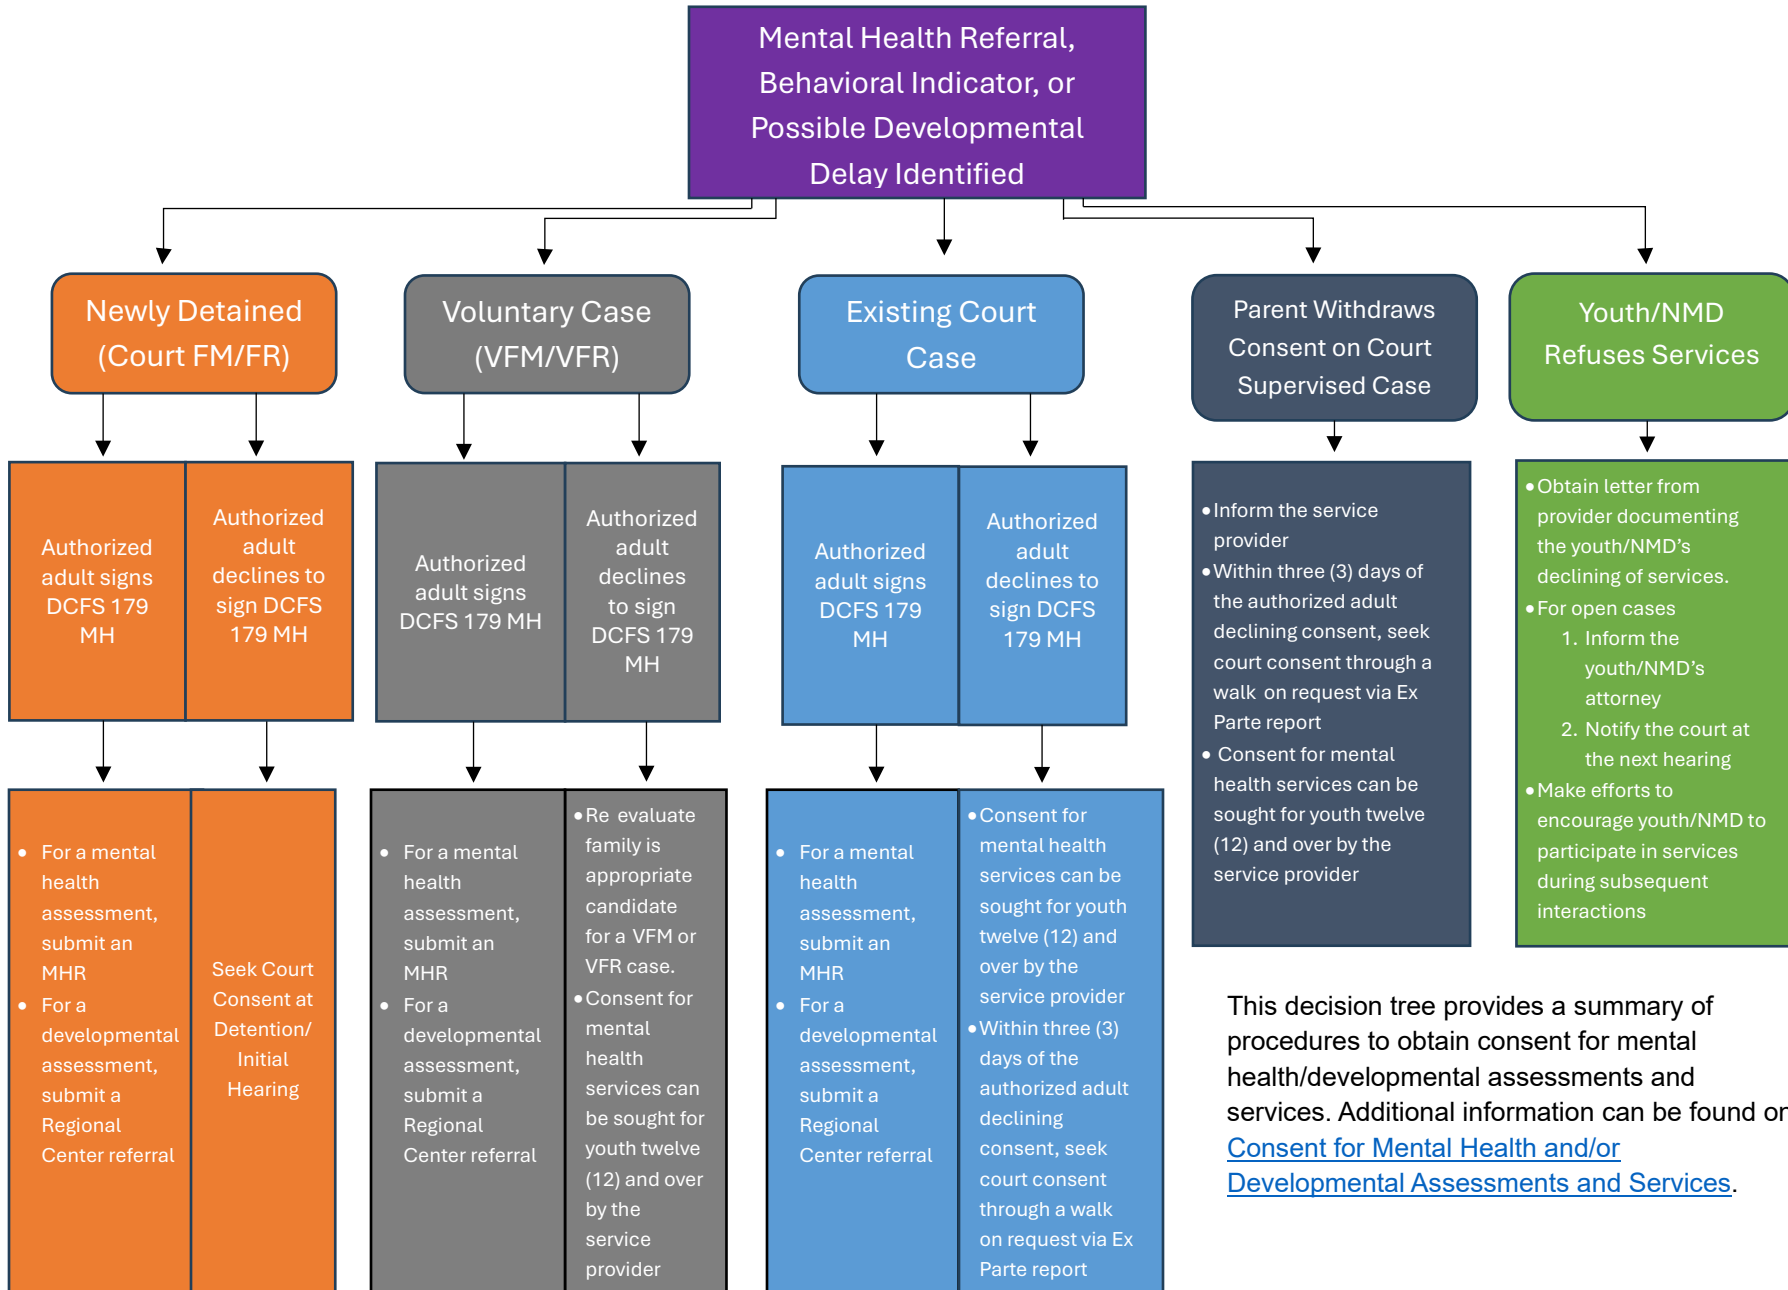 Mental Health Referral,
Behavioral Indicator, or
Possible Developmental
Delay Identified
Newly Detained
(Court FM/FR)
Voluntary Case
(VFM/VFR)
Existing Court
Case
Parent Withdraws
Consent on Court
Supervised Case
Youth/NMD
Refuses Services
Authorized
adult signs
DCFS 179
MH
Authorized
adult
declines to
sign DCFS
179 MH
Authorized
adult signs
DCFS 179 MH
Authorized
adult
declines
to sign
DCFS 179
MH
Authorized
adult signs
DCFS 179
MH
Authorized
adult
declines to
sign DCFS
179 MH
• Inform the service
provider
• Within three (3) days of
the authorized adult
declining consent, seek
court consent through a
walk on request via Ex
Parte report
• Consent for mental
health services can be
sought for youth twelve
(12) and over by the
service provider
• Obtain letter from
provider documenting
the youth/NMD’s
declining of services.
• For open cases
1. Inform the
youth/NMD’s
attorney
2. Notify the court at
the next hearing
• Make efforts to
encourage youth/NMD to
participate in services
during subsequent
interactions
• For a mental
health
assessment,
submit an
MHR
• For a
developmental
assessment,
submit a
Regional
Center referral
Seek Court
Consent at
Detention/
Initial
Hearing
• For a mental
health
assessment,
submit an
MHR
• For a
developmental
assessment,
submit a
Regional
Center referral
• Re evaluate
family is
appropriate
candidate
for a VFM or
VFR case.
• Consent for
mental
health
services can
be sought for
youth twelve
(12) and over
by the
service
provider
• For a mental
health
assessment,
submit an
MHR
• For a
developmental
assessment,
submit a
Regional
Center referral
• Consent for
mental health
services can be
sought for youth
twelve (12) and
over by the
service provider
• Within three (3)
days of the
authorized adult
declining
consent, seek
court consent
through a walk
on request via Ex
Parte report
This decision tree provides a summary of
procedures to obtain consent for mental
health/developmental assessments and
services. Additional information can be found on
Consent for Mental Health and/or
Developmental Assessments and Services.